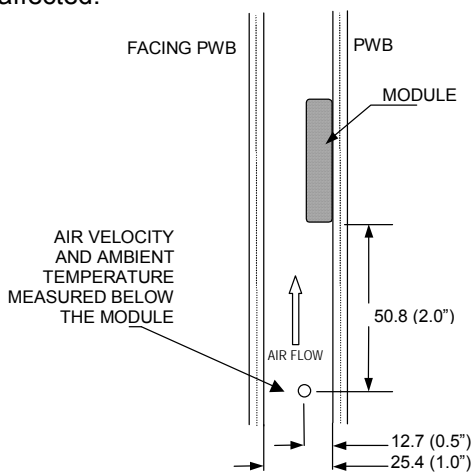 affected.
FACING PWB
PWB
MODULE
AIR VELOCITY
AND AMBIENT
TEMPERATURE
MEASURED BELOW
THE MODULE
50.8 (2.0”)
AIR FLOW
12.7 (0.5”)
25.4 (1.0”)